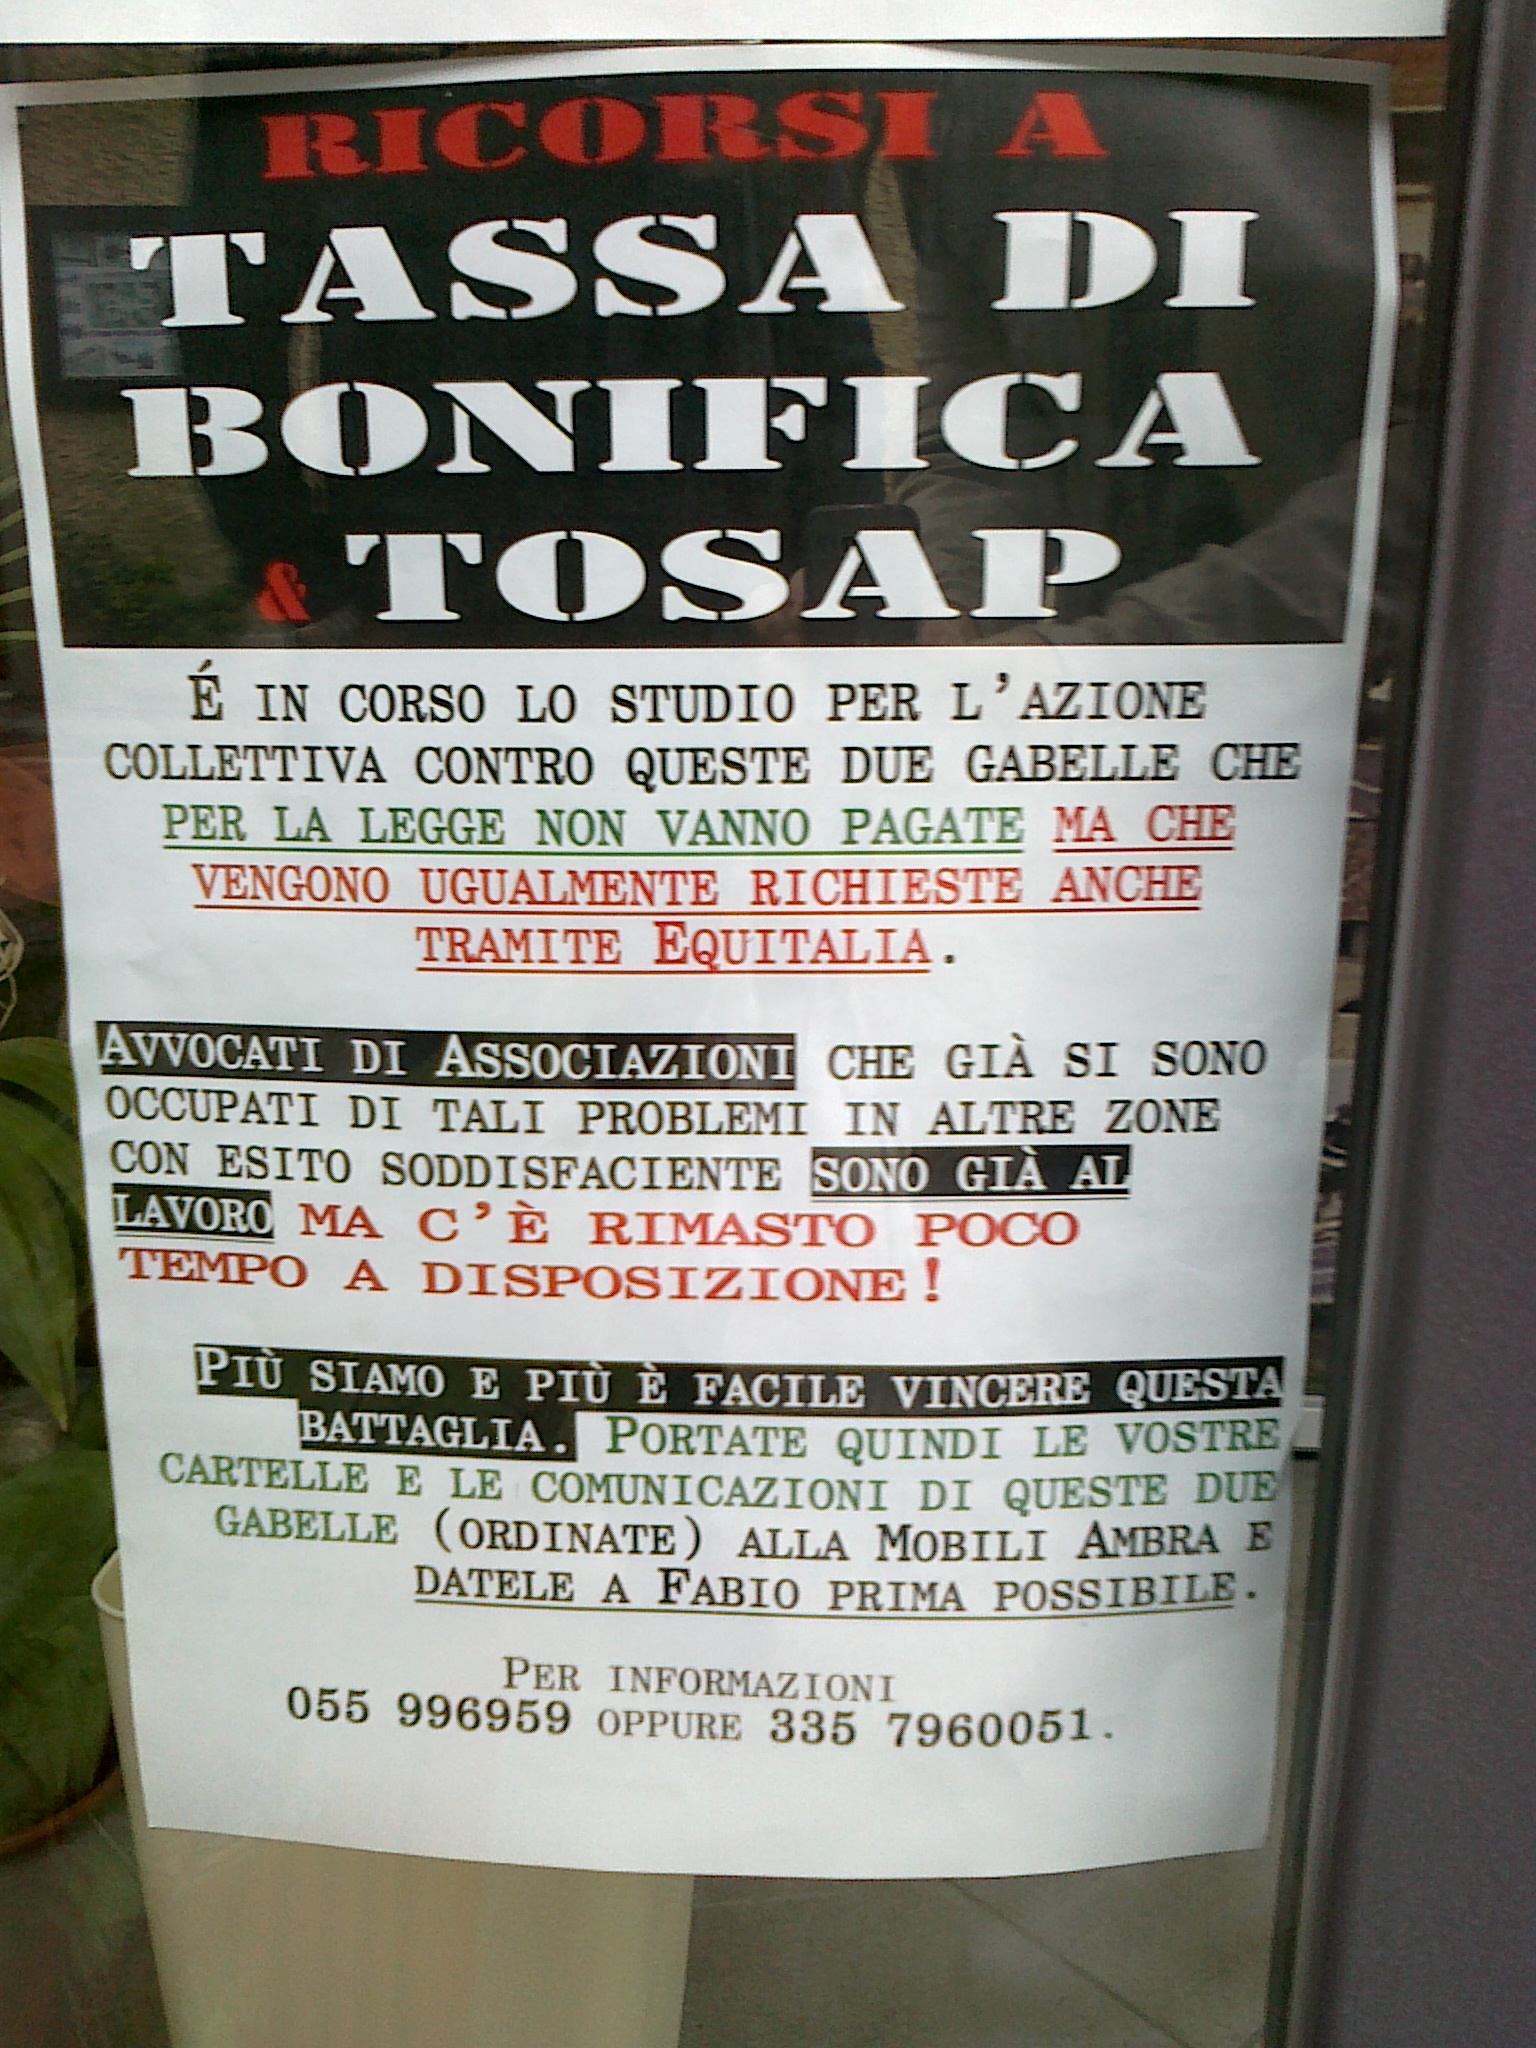 RICORSI A
TASSA DI
BONIFICA
& TOSAP
É IN CORSO LO STUDIO PER L'AZIONE
COLLETTIVA CONTRO QUESTE DUE GABELLE CHE
PER LA LEGGE NON VANNO PAGATE MA CHE
VENGONO UGUALMENTE RICHIESTE ANCHE
TRAMITE EQUITALIA.
AVVOCATI DI ASSOCIAZIONI CHE GIÀ SI SONO
OCCUPATI DI TALI PROBLEMI IN ALTRE ZONE
CON ESITO SODDISFACIENTE SONO GIÀ AL
LAVORO MA C'È RIMASTO POCO
TEMPO A DISPOSIZIONE!
PIÙ SIAMO E PIÙ È FACILE VINCERE QUESTA
BATTAGLIA. PORTATE QUINDI LE VOSTRE
CARTELLE E LE COMUNICAZIONI DI QUESTE DUE
GABELLE (ORDINATE) ALLA MOBILI AMBRA E
DATELE A FABIO PRIMA POSSIBILE.
PER INFORMAZIONI
055 996959 OPPURE 335 7960051.